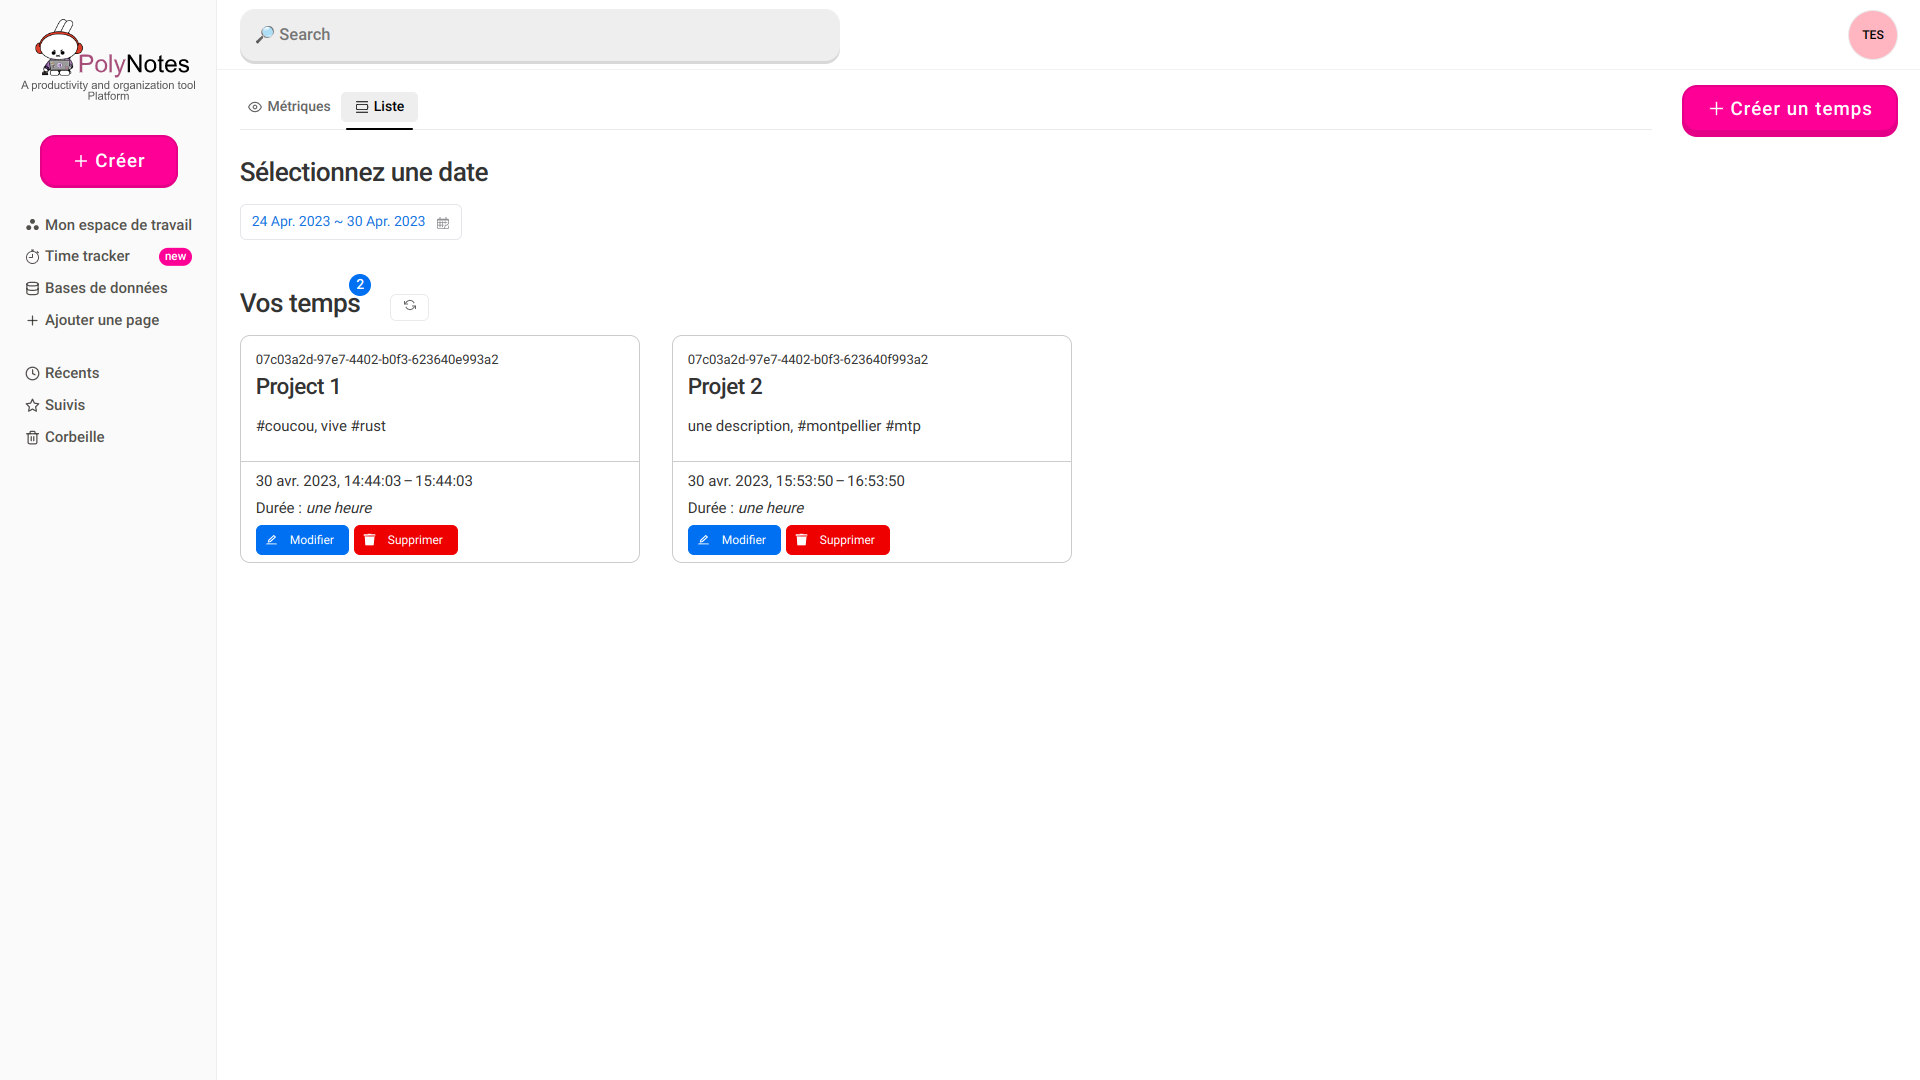 PolyNotes
A productivity and organization tool
Platform
+ Créer
Mon espace de travail
Time tracker new
Bases de données
+ Ajouter une page
Récents
Suivis
Corbeille
🔎 Search
TES
Métriques
Liste
+ Créer un temps
Sélectionnez une date
24 Apr. 2023 ~ 30 Apr. 2023
Vos temps 2
07c03a2d-97e7-4402-b0f3-623640e993a2
Project 1
#coucou, vive #rust
30 avr. 2023, 14:44:03 – 15:44:03
Durée : une heure
Modifier
Supprimer
07c03a2d-97e7-4402-b0f3-623640f993a2
Projet 2
une description, #montpellier #mtp
30 avr. 2023, 15:53:50 – 16:53:50
Durée : une heure
Modifier
Supprimer